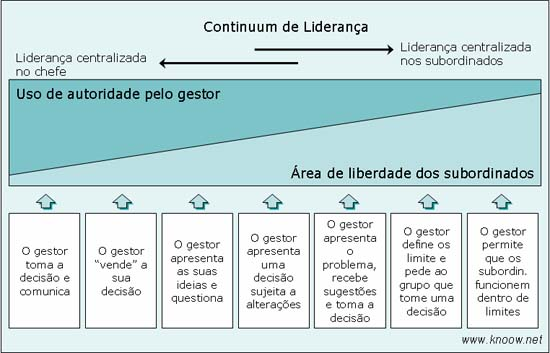 Continuum de Liderança
Liderança centralizada
no chefe
Liderança centralizada
nos subordinados
Uso de autoridade pelo gestor
Área de liberdade dos subordinados
O gestor
toma a
decisão e
comunica
O gestor
“vende” a
sua
decisão
O gestor
apresenta
as suas
ideias e
questiona
O gestor
apresenta
uma
decisão
sujeita a
alterações
O gestor
apresenta
o
problema,
recebe
sugestões
e toma a
decisão
O gestor
define os
limite e
pede ao
grupo que
tome uma
decisão
O gestor
permite
que os
subordin.
funcionem
dentro de
limites
www.knoow.net